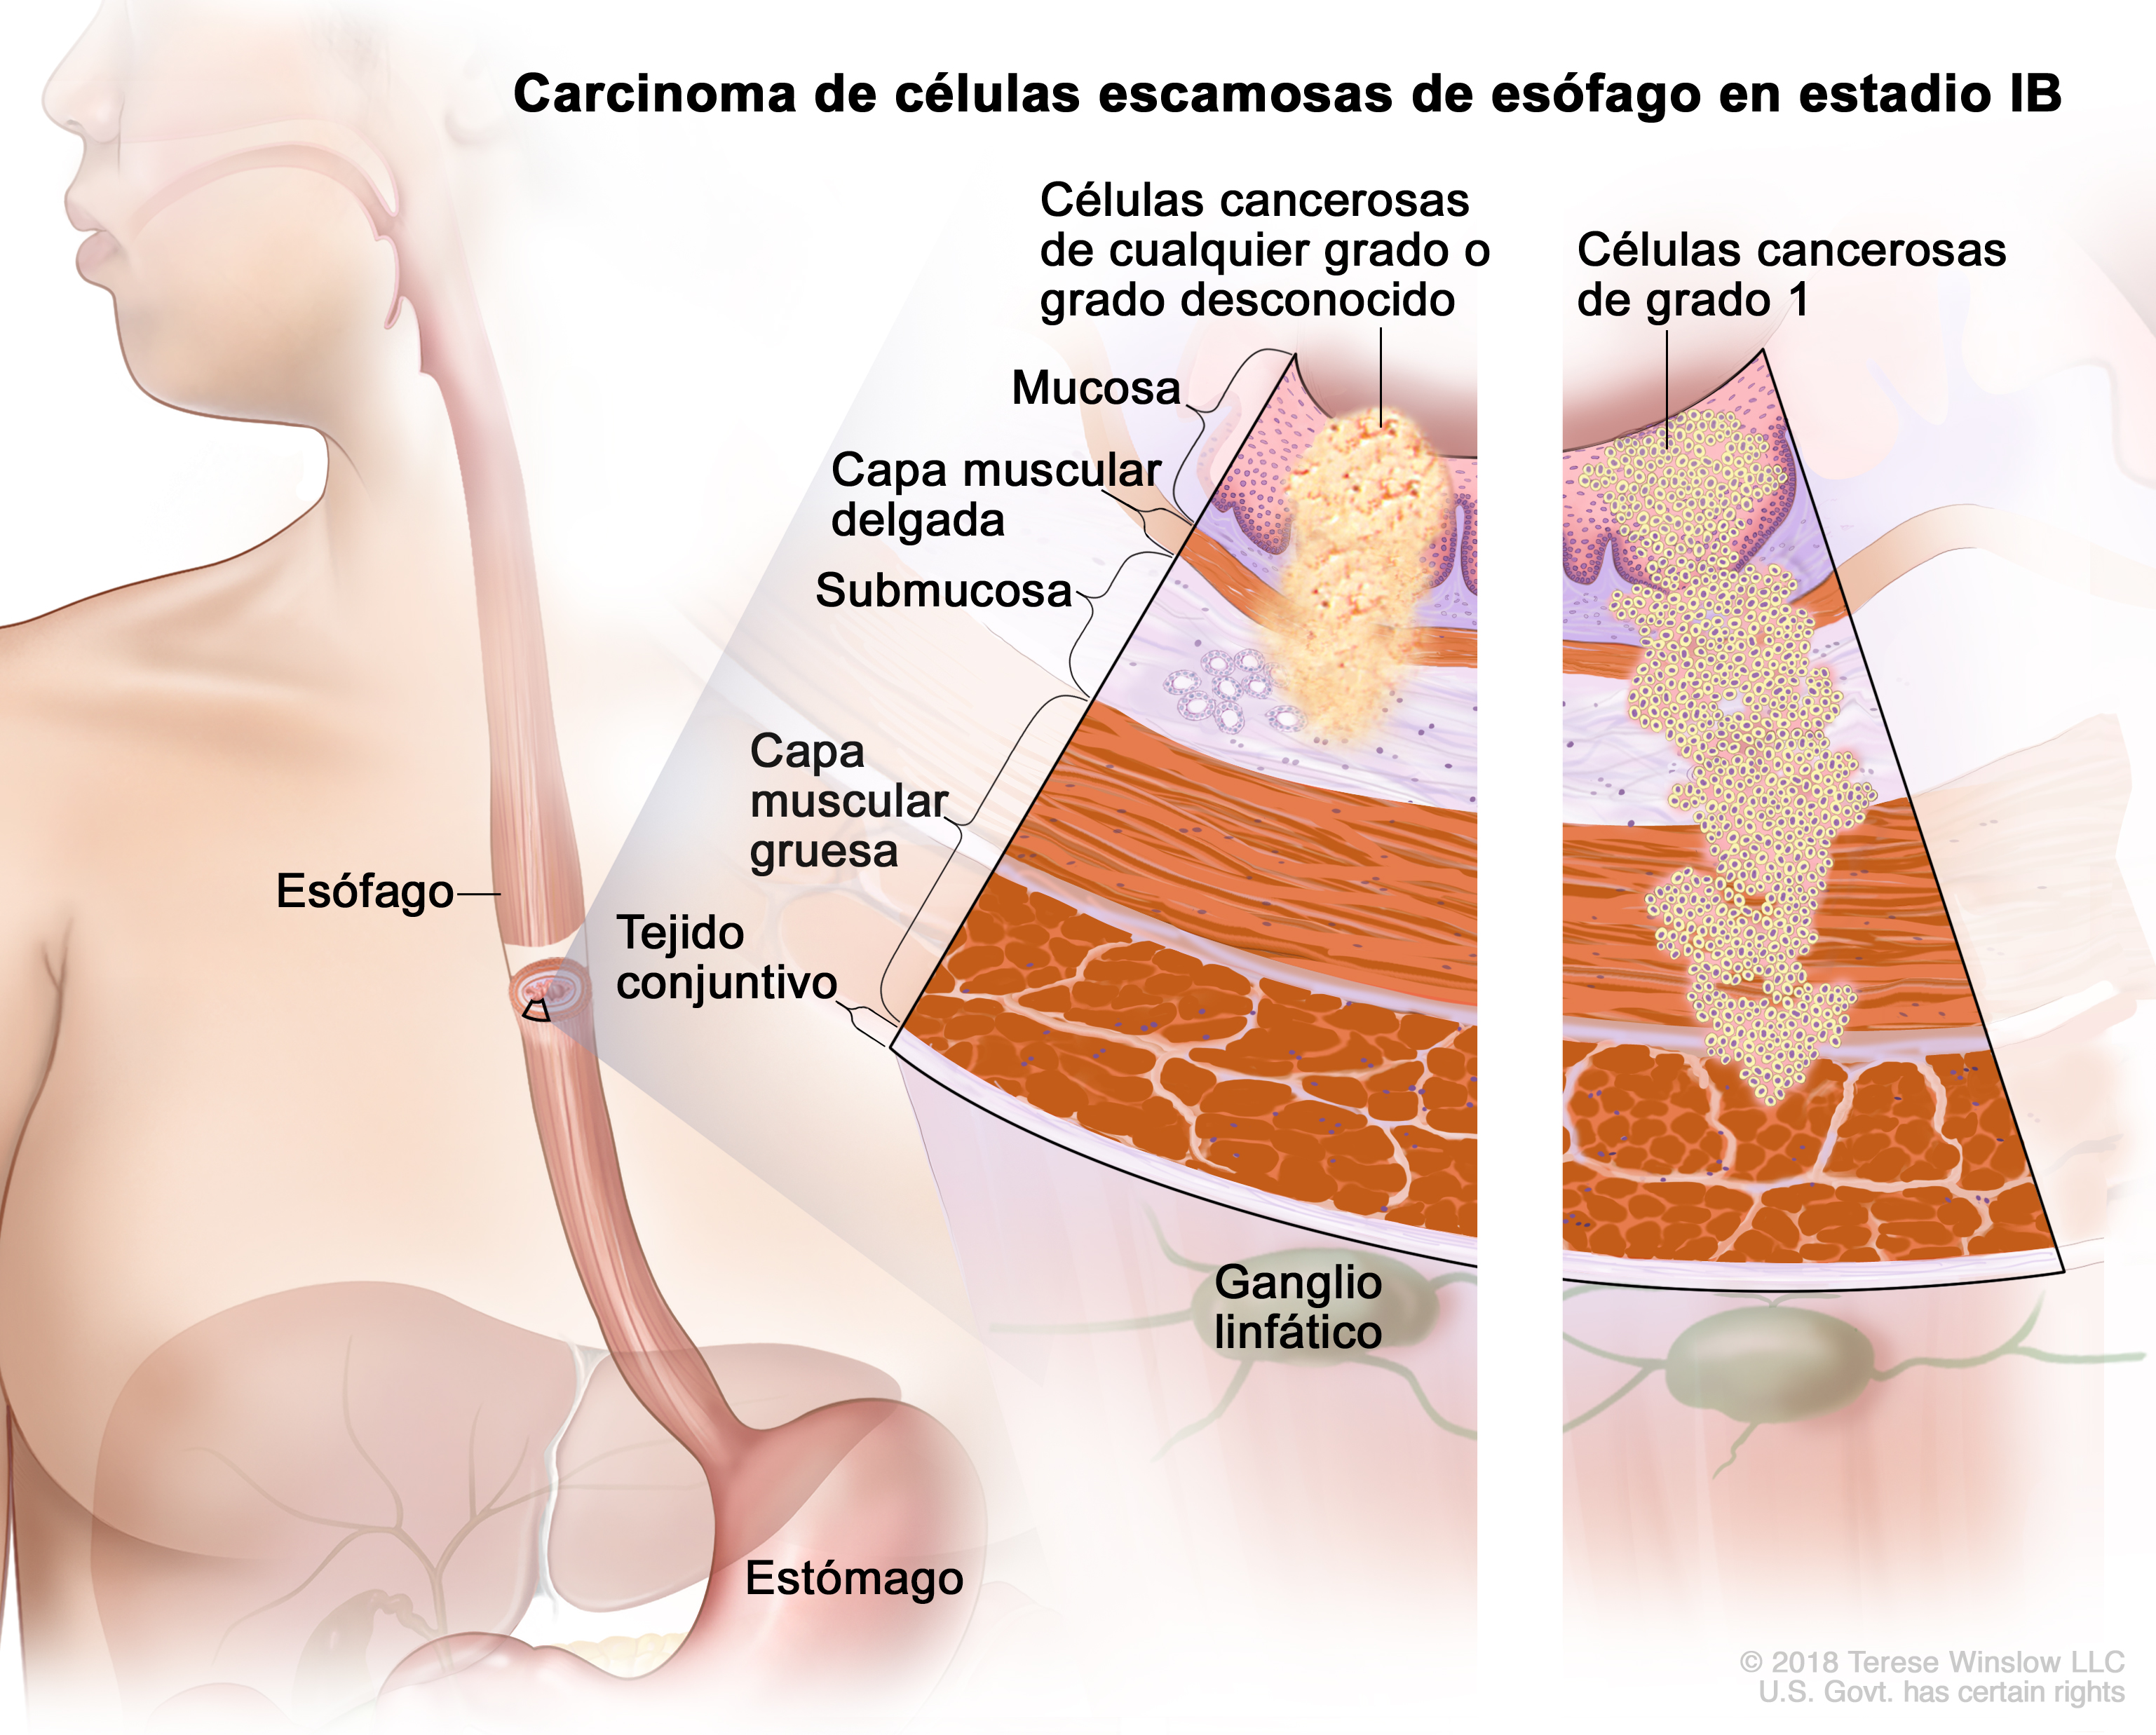 Carcinoma de células escamosas de esófago en estadio IB
Células cancerosas
de cualquier grado o
grado desconocido
Células cancerosas
de grado 1
Mucosa
Capa muscular
delgada
Submucosa
Capa
muscular
gruesa
Esófago
Tejido
conjuntivo
Ganglio
linfático
Estómago
© 2018 Terese Winslow LLC
U.S. Govt. has certain rights